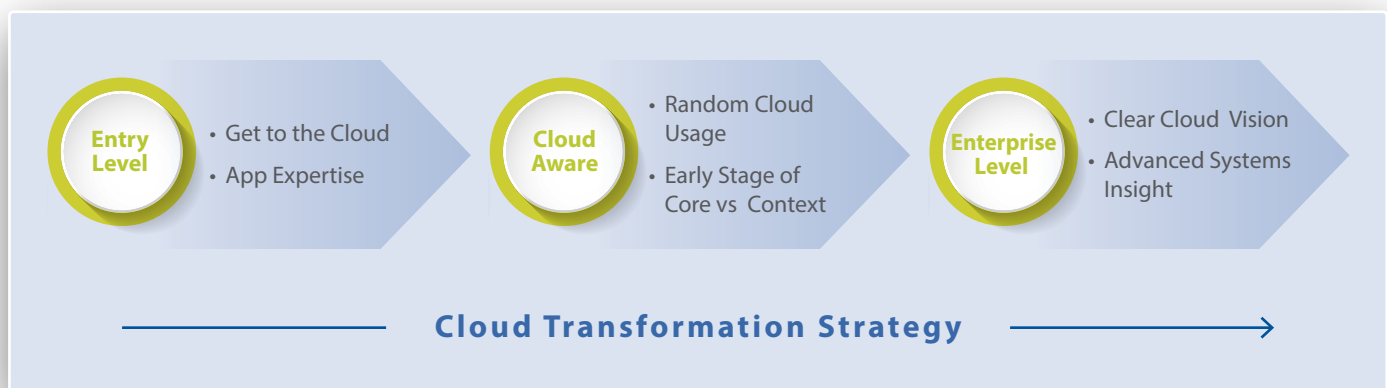 Entry
Level
• Get to the Cloud
• App Expertise
Cloud
Aware
• Random Cloud
Usage
• Early Stage of
Core vs Context
Enterprise
Level
• Clear Cloud Vision
• Advanced Systems
Insight
Cloud Transformation Strategy